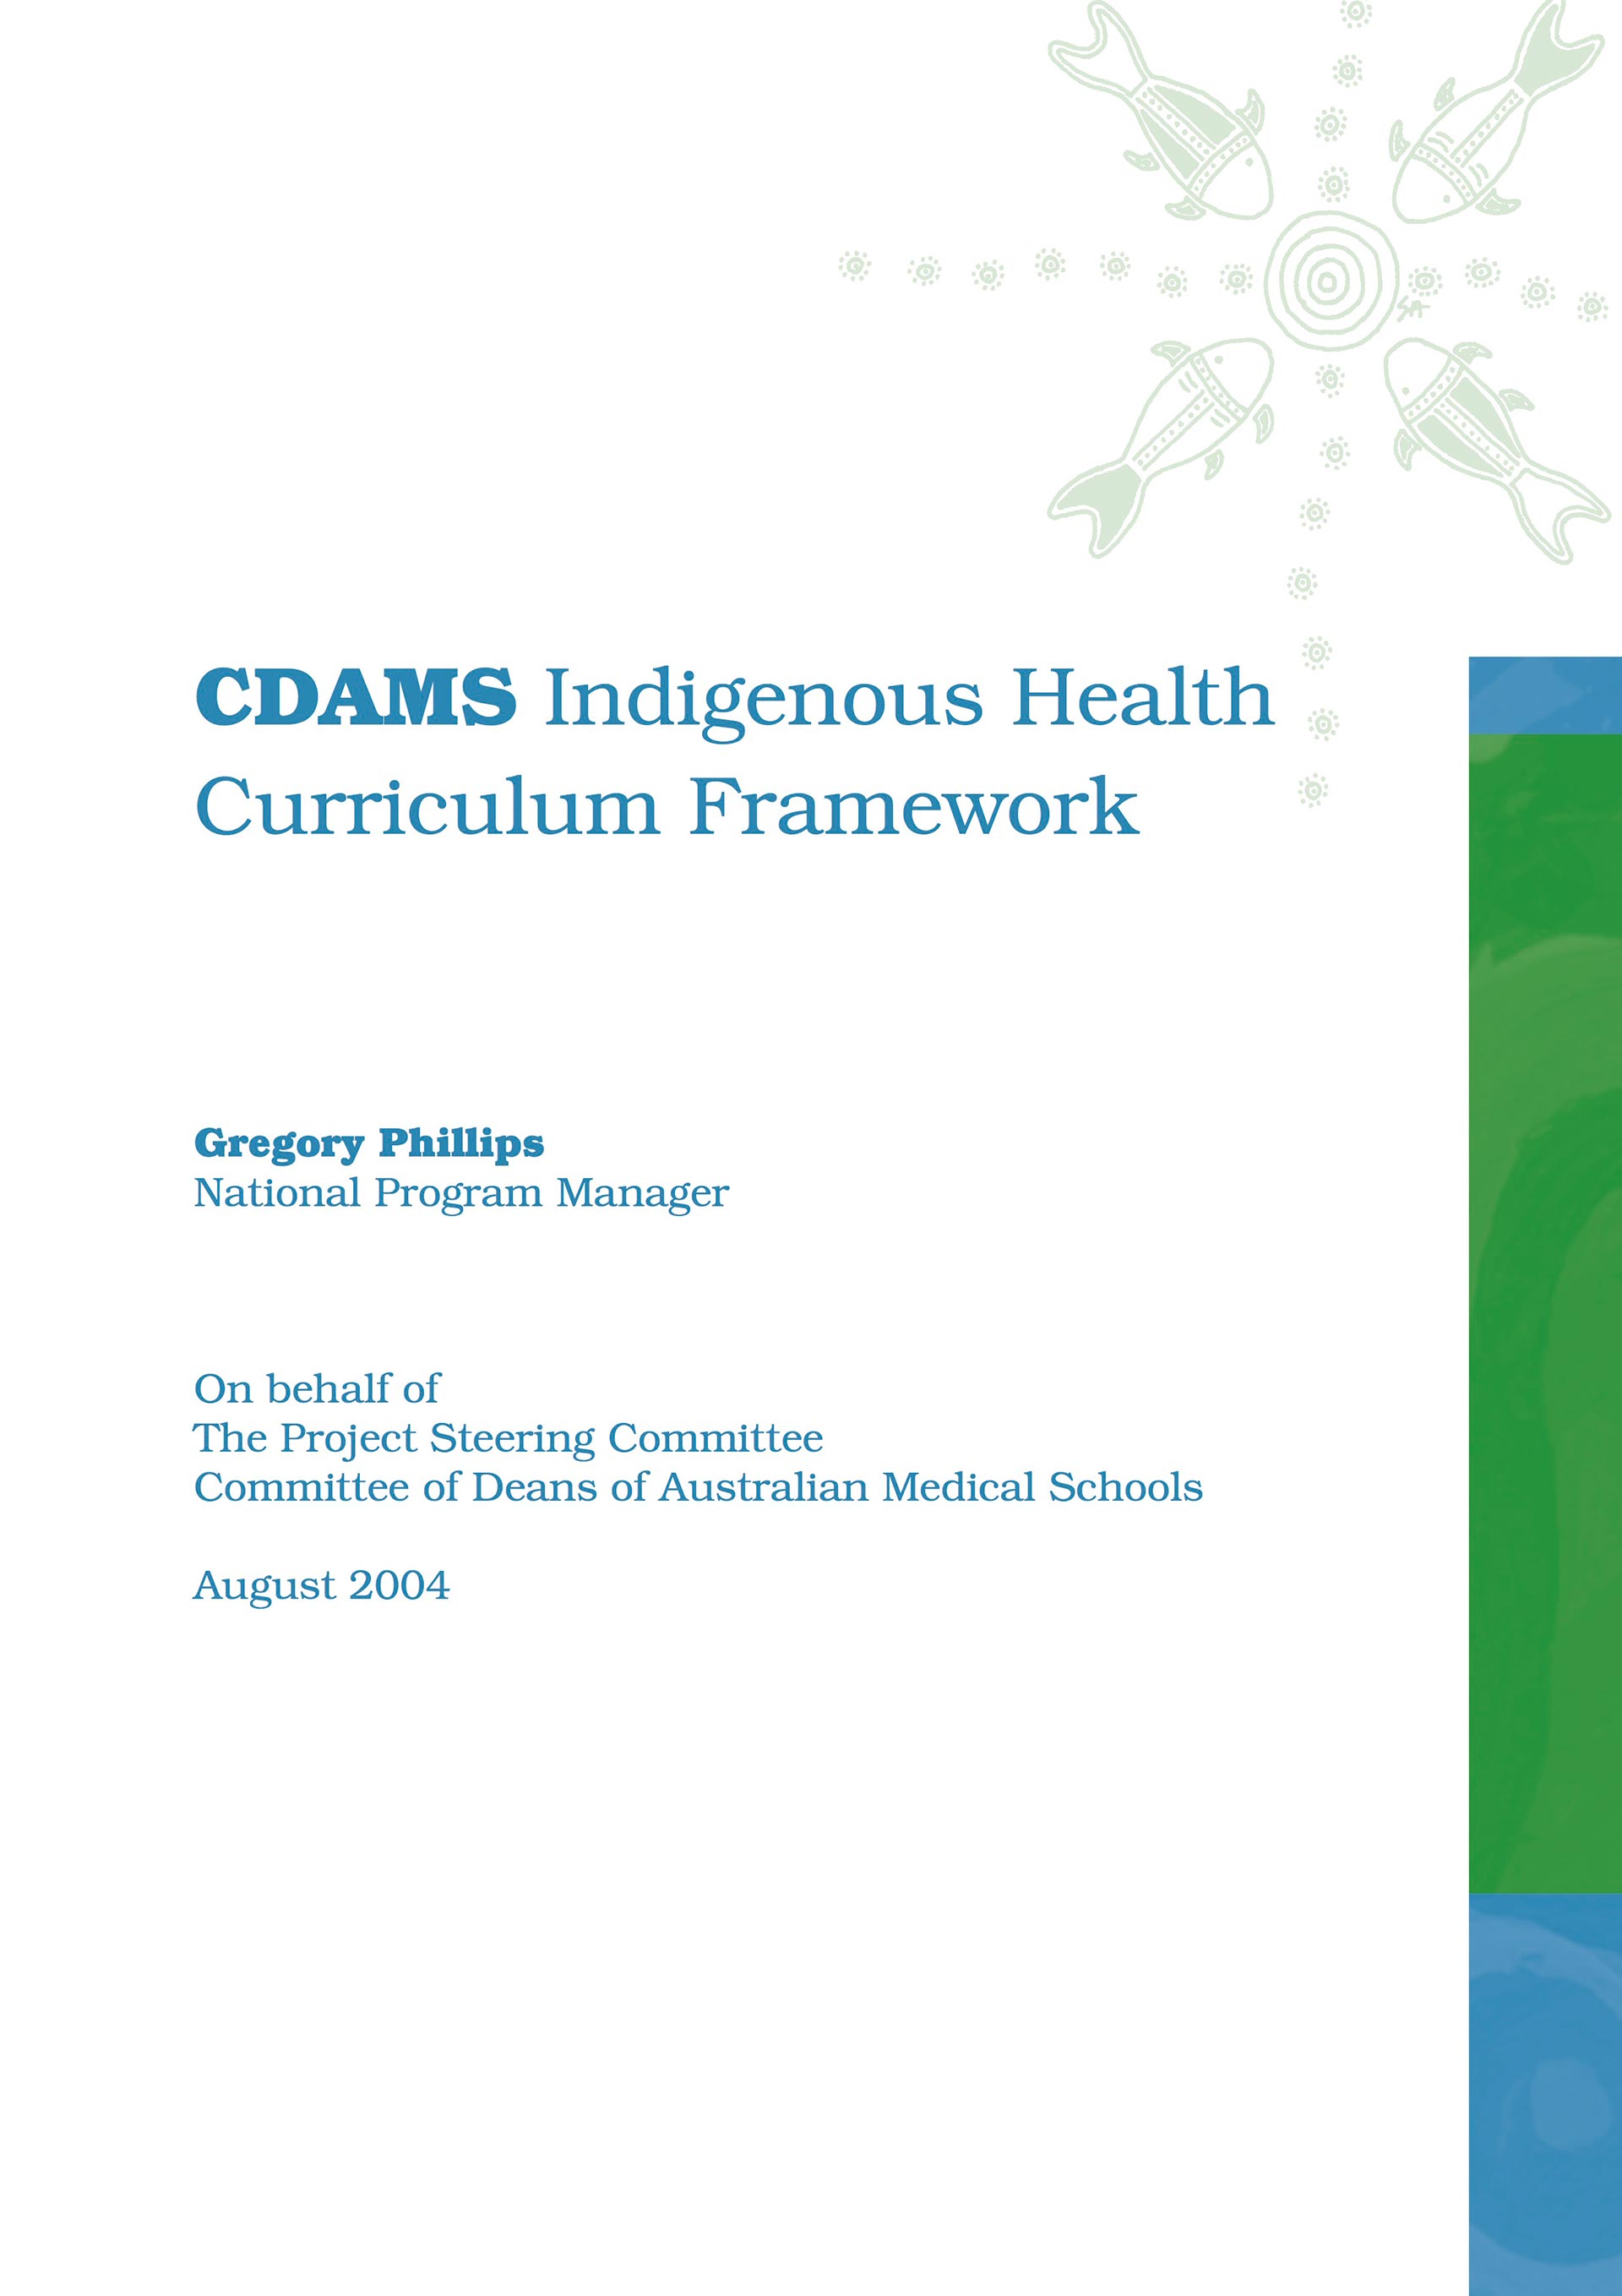 CDAMS Indigenous Health
Curriculum Framework
Gregory Phillips
National Program Manager
On behalf of
The Project Steering Committee
Committee of Deans of Australian Medical Schools
August 2004